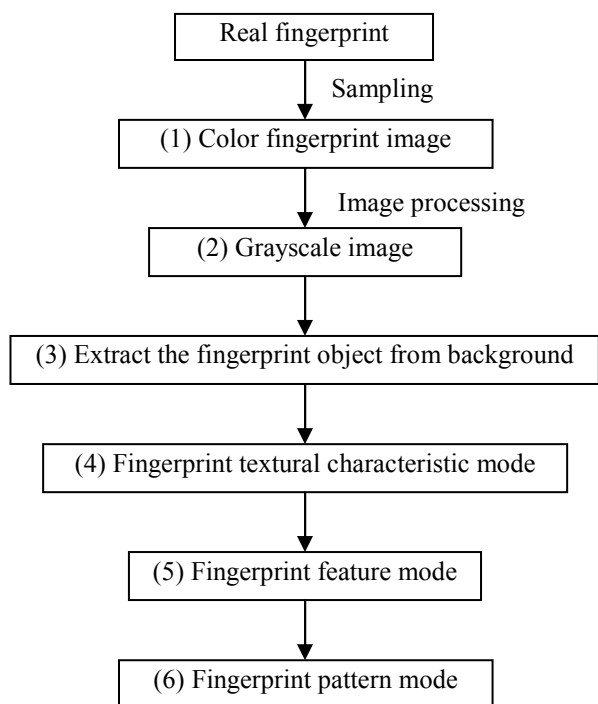 Real fingerprint
Sampling
(1) Color fingerprint image
Image processing
(2) Grayscale image
(3) Extract the fingerprint object from background
(4) Fingerprint textural characteristic mode
(5) Fingerprint feature mode
(6) Fingerprint pattern mode